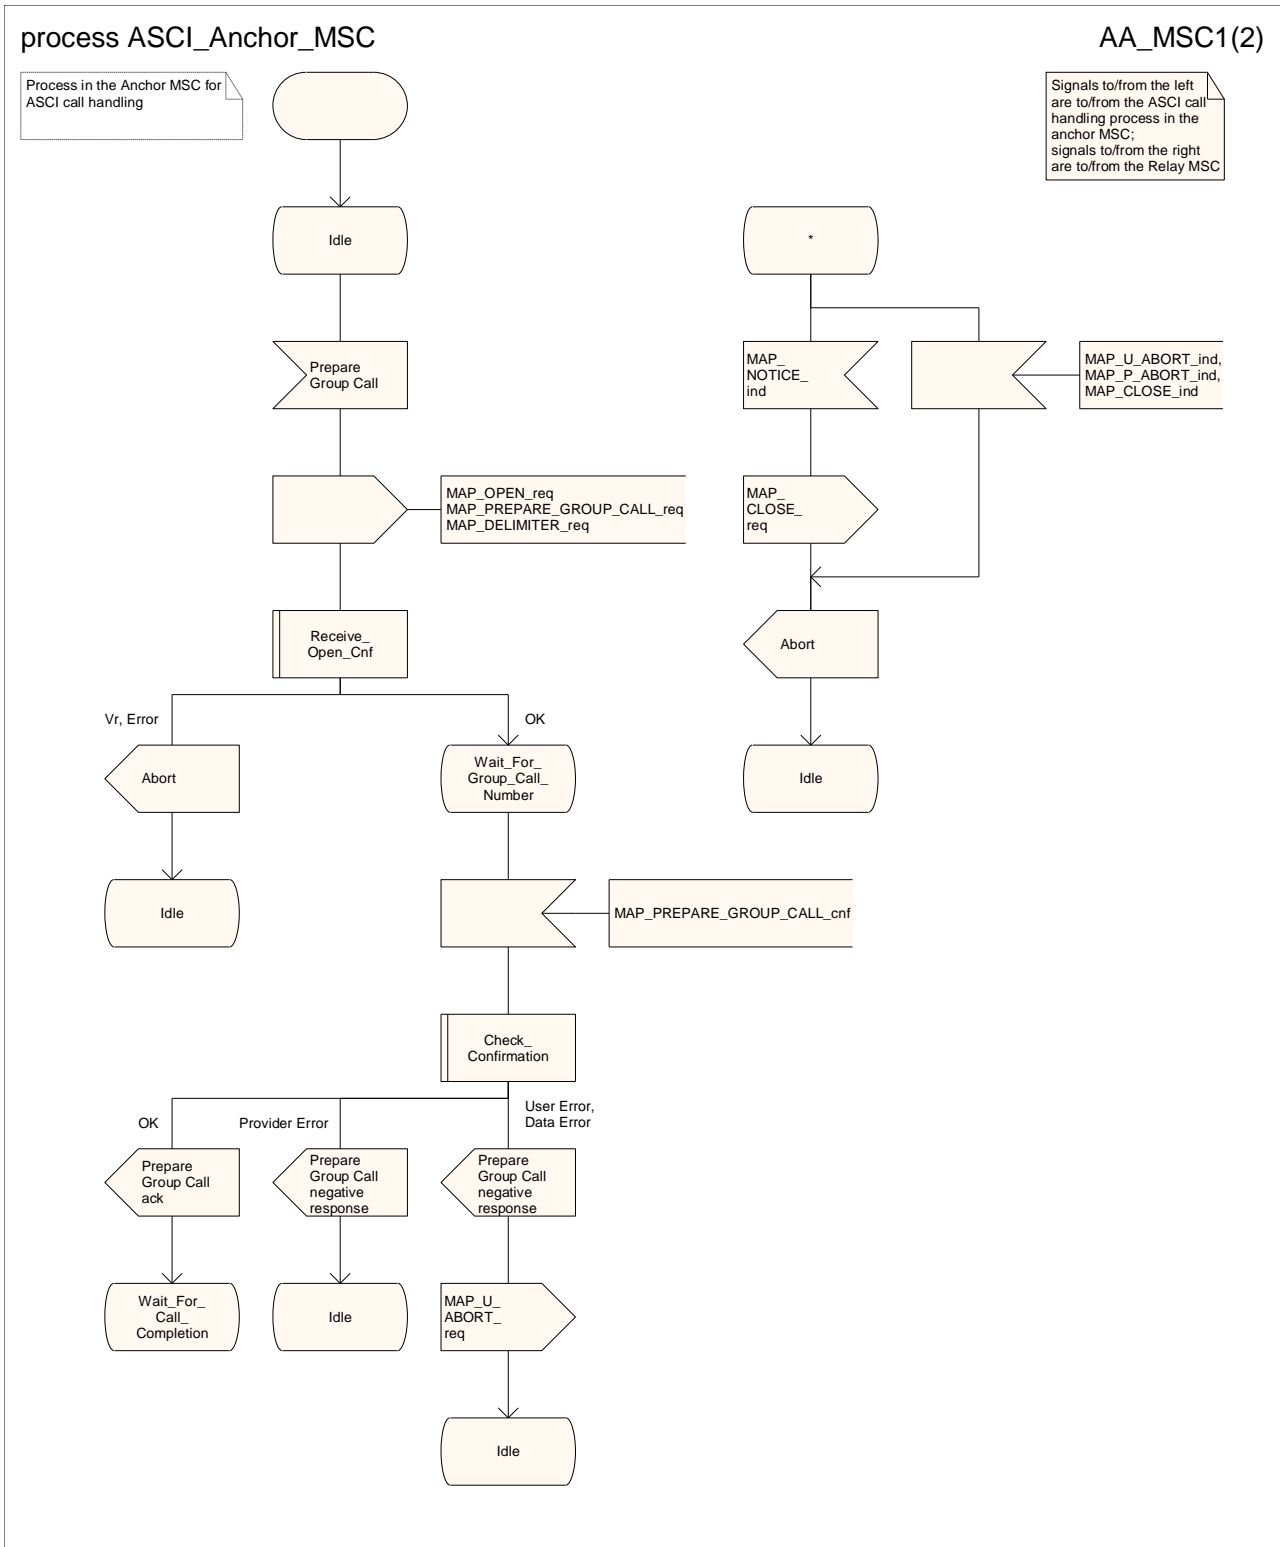 process ASCI_Anchor_MSC
AA_MSC1(2)
Process in the Anchor MSC for
ASCI call handling
Signals to/from the left
are to/from the ASCI call
handling process in the
anchor MSC;
signals to/from the right
are to/from the Relay MSC
Idle
*
Prepare
Group Call
MAP_
NOTICE_
ind
MAP_U_ABORT_ind,
MAP_P_ABORT_ind,
MAP_CLOSE_ind
MAP_OPEN_req
MAP_PREPARE_GROUP_CALL_req
MAP_DELIMITER_req
MAP_
CLOSE_
req
Receive_
Open_Cnf
Abort
Vr, Error
OK
Abort
Wait_For_
Group_Call_
Number
Idle
Idle
MAP_PREPARE_GROUP_CALL_cnf
Check_
Confirmation
OK
Provider Error
User Error,
Data Error
Prepare
Group Call
ack
Prepare
Group Call
negative
response
Prepare
Group Call
negative
response
Wait_For_
Call_
Completion
Idle
MAP_U_
ABORT_
req
Idle